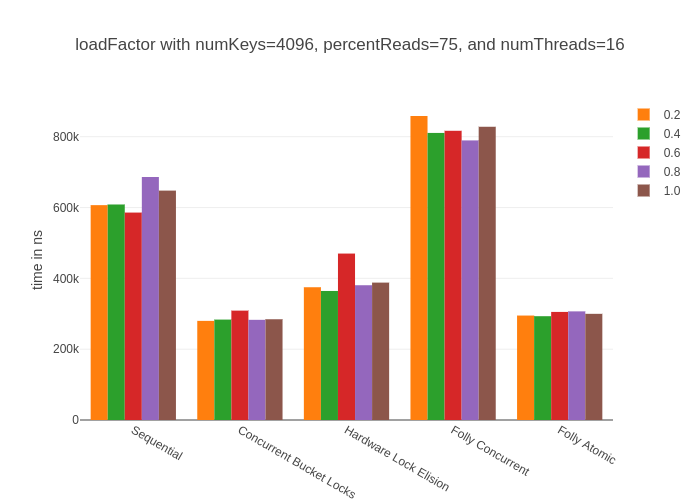 loadFactor with numKeys=4096, percentReads=75, and numThreads=16
0.2
0.4
0.6
0.8
1.0
time in ns
800k
600k
400k
200k
0
Sequential
Concurrent Bucket Locks
Hardware Lock Elision
Folly Concurrent
Folly Atomic